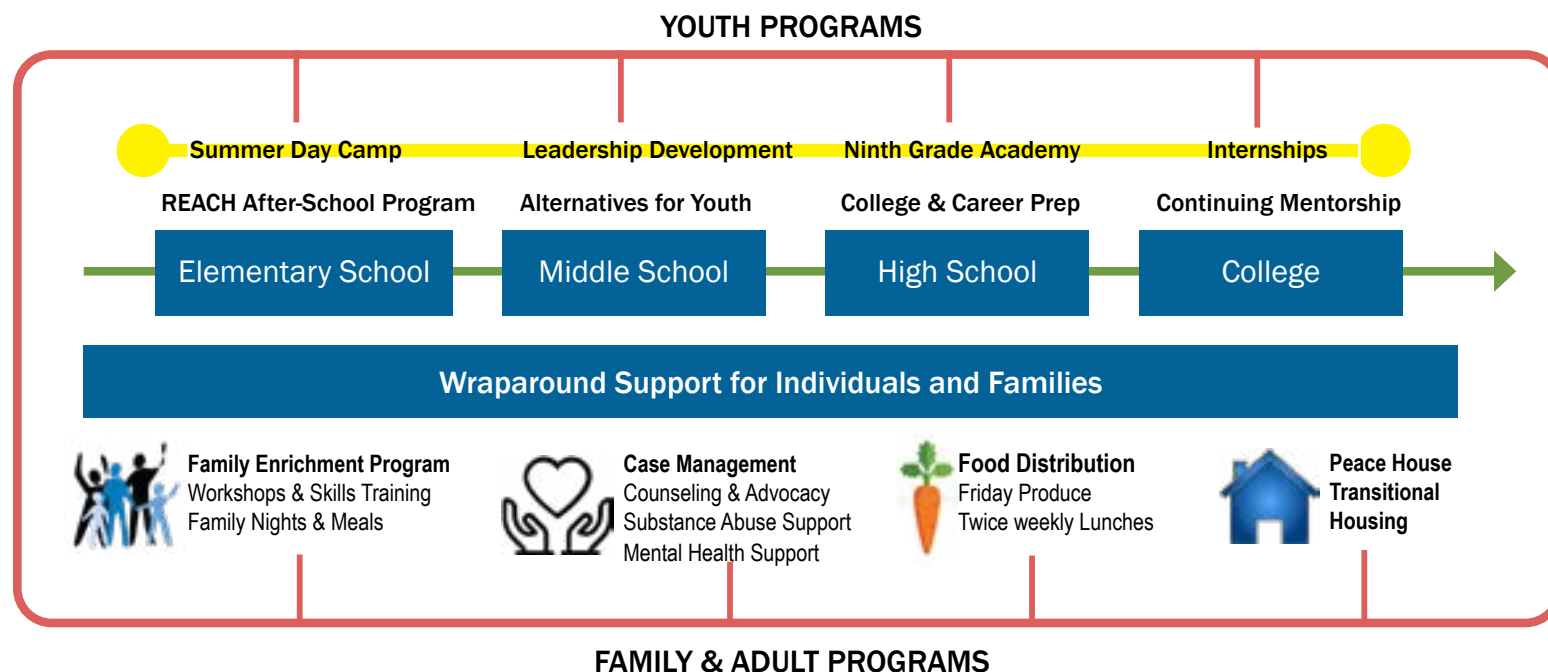 YOUTH PROGRAMS
Summer Day Camp
Leadership Development
Ninth Grade Academy
Internships
REACH After-School Program
Alternatives for Youth
College & Career Prep
Continuing Mentorship
Elementary School
Middle School
High School
College
Wraparound Support for Individuals and Families
Family Enrichment Program
Workshops & Skills Training
Family Nights & Meals
Case Management
Counseling & Advocacy
Substance Abuse Support
Mental Health Support
Food Distribution
Friday Produce
Twice weekly Lunches
Peace House
Transitional
Housing
FAMILY & ADULT PROGRAMS